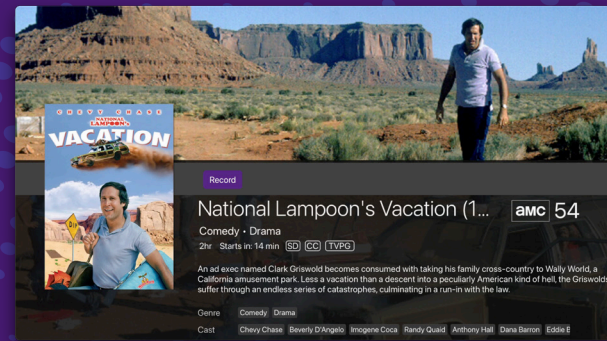 CHEVY CHASE
NATIONAL
LAMPOON'S
VACATION
Record
National Lampoon's Vacation (1... amc 54
Comedy • Drama
2hr Starts in: 14 min SD CC TVPG
An ad exec named Clark Griswold becomes consumed with taking his family cross-country to Wally World, a
California amusement park. Less a vacation than a descent into a peculiarly American kind of hell, the Griswolds
suffer through an endless series of catastrophes, culminating in a run-in with the law.
Genre Comedy Drama
Cast Chevy Chase Beverly D'Angelo Imogene Coca Randy Quaid Anthony Hall Dana Barron Eddie